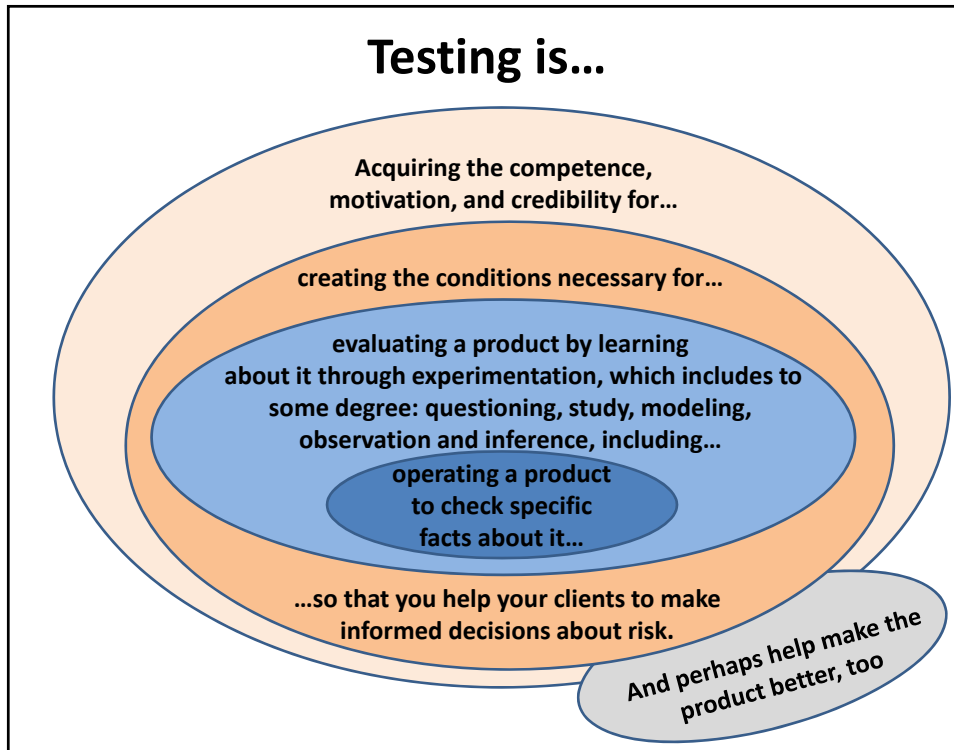 Testing is…
Acquiring the competence,
motivation, and credibility for…
creating the conditions necessary for…
evaluating a product by learning
about it through experimentation, which includes to
some degree: questioning, study, modeling,
observation and inference, including…
operating a product
to check specific
facts about it…
…so that you help your clients to make
informed decisions about risk.
And perhaps help make the
product better, too